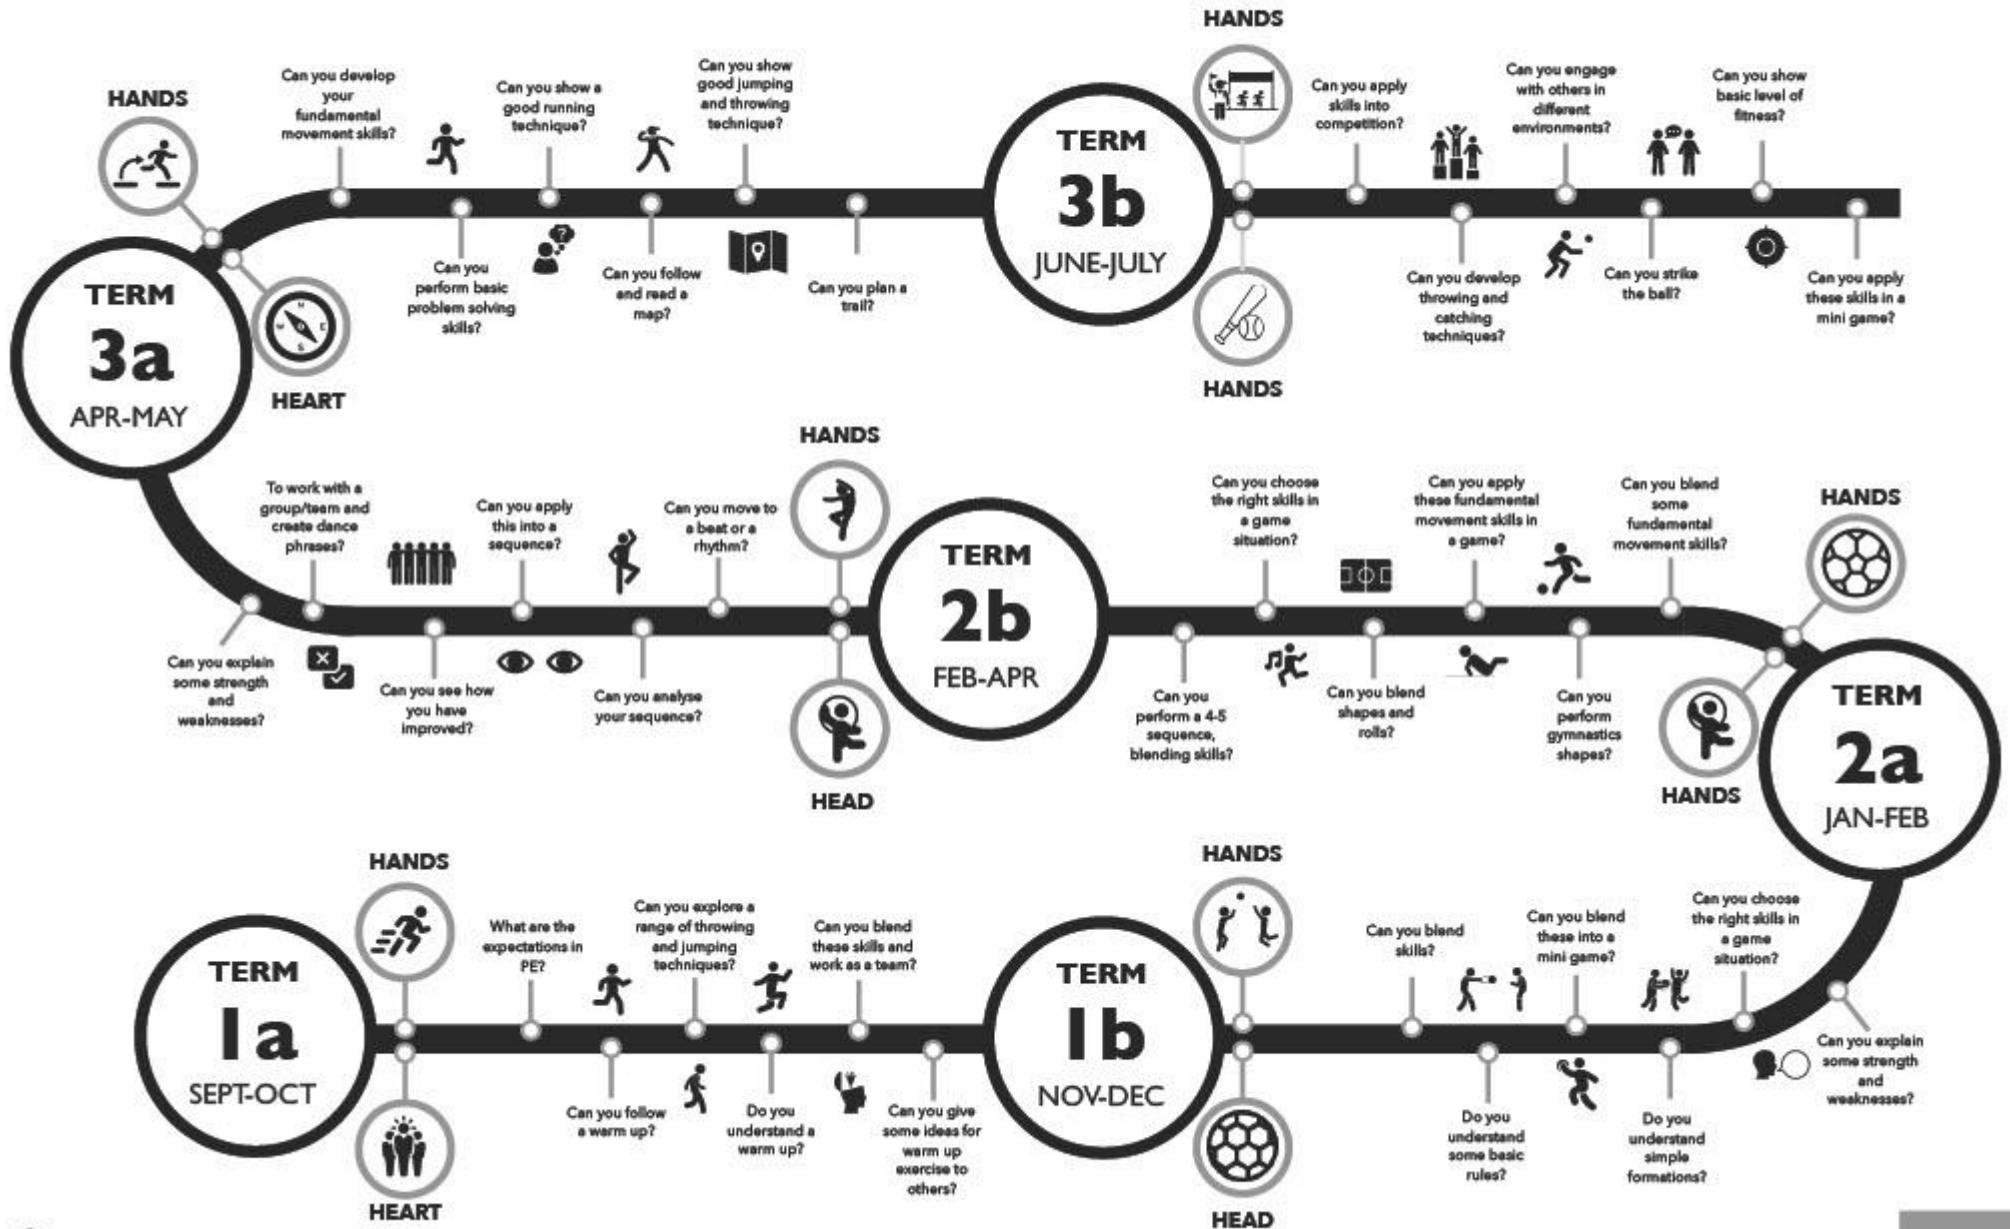 HANDS
Can you develop
your
fundamental
movement skills?
Can you show a
good running
technique?
Can you show
good jumping
and throwing
technique?
TERM
3b
JUNE-JULY
HANDS
Can you apply
skills into
competition?
Can you engage
with others in
different
environments?
Can you show
basic level of
fitness?
TERM
3a
APR-MAY
N
E
S
W
HEART
Can you
perform basic
problem solving
skills?
?
Can you follow
and read a
map?
Can you plan a
trail?
HANDS
Can you develop
throwing and
catching
techniques?
Can you strike
the ball?
Can you apply
these skills in a
mini game?
To work with a
group/team and
create dance
phrases?
Can you apply
this into a
sequence?
Can you move to
a beat or a
rhythm?
HANDS
TERM
2b
FEB-APR
Can you choose
the right skills in
a game
situation?
Can you apply
these fundamental
movement skills in
a game?
Can you blend
some
fundamental
movement skills?
HANDS
Can you explain
some strength
and
weaknesses?
Can you see how
you have
improved?
Can you analyse
your sequence?
HEAD
Can you
perform a 4-5
sequence,
blending skills?
Can you blend
shapes and
rolls?
Can you
perform
gymnastics
shapes?
HANDS
TERM
2a
JAN-FEB
TERM
1a
SEPT-OCT
HANDS
What are the
expectations in
PE?
Can you explore a
range of throwing
and jumping
techniques?
Can you blend
these skills and
work as a team?
TERM
1b
NOV-DEC
HANDS
Can you blend
skills?
Can you blend
these into a
mini game?
Can you choose
the right skills in
a game
situation?
HEART
Can you follow
a warm up?
Do you
understand a
warm up?
Can you give
some ideas for
warm up
exercise to
others?
HEAD
Do you
understand
some basic
rules?
Do you
understand
simple
formations?
Can you explain
some strength
and
weaknesses?